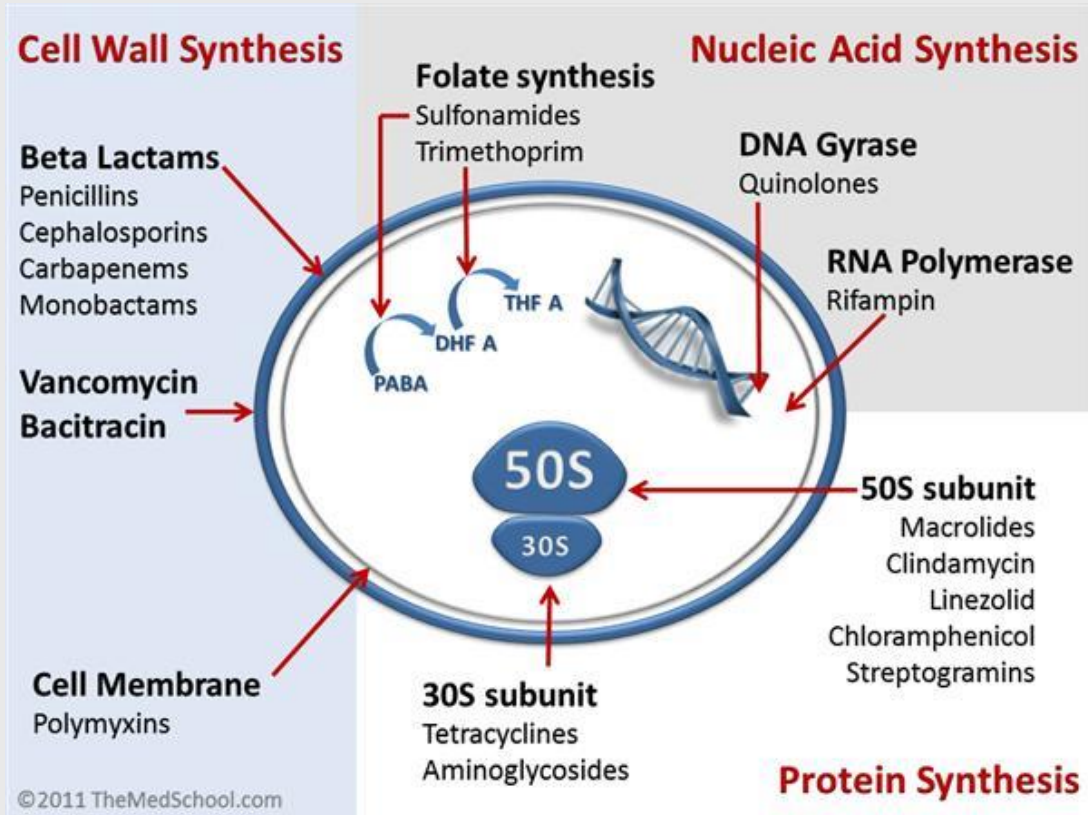 Cell Wall Synthesis
Nucleic Acid Synthesis
Folate synthesis
Sulfonamides
Trimethoprim
Beta Lactams
Penicillins
Cephalosporins
Carbapenems
Monobactams
DNA Gyrase
Quinolones
RNA Polymerase
Rifampin
THF A
DHF A
PABA
Vancomycin
Bacitracin
50S
30S
50S subunit
Macrolides
Clindamycin
Linezolid
Chloramphenicol
Streptogramins
Cell Membrane
Polymyxins
30S subunit
Tetracyclines
Aminoglycosides
Protein Synthesis
©2011 TheMedSchool.com